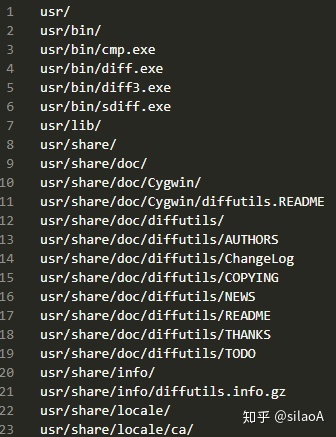 1 usr/
2 usr/bin/
3 usr/bin/cmp.exe
4 usr/bin/diff.exe
5 usr/bin/diff3.exe
6 usr/bin/sdiff.exe
7 usr/lib/
8 usr/share/
9 usr/share/doc/
10 usr/share/doc/Cygwin/
11 usr/share/doc/Cygwin/diffutils.README
12 usr/share/doc/diffutils/
13 usr/share/doc/diffutils/AUTHORS
14 usr/share/doc/diffutils/ChangeLog
15 usr/share/doc/diffutils/COPYING
16 usr/share/doc/diffutils/NEWS
17 usr/share/doc/diffutils/README
18 usr/share/doc/diffutils/THANKS
19 usr/share/doc/diffutils/TODO
20 usr/share/info/
21 usr/share/info/diffutils.info.gz
22 usr/share/locale/
23 usr/share/locale/ca/
知乎 @silaoA